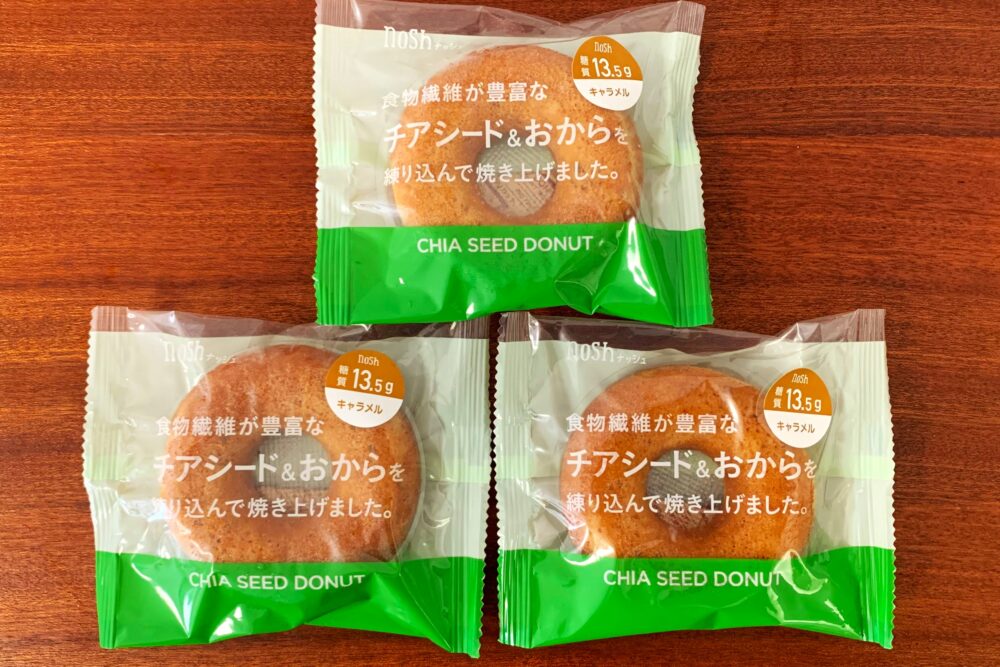 nosh ナッシュ
nosh
糖質 13.5g
キャラメル
食物繊維が豊富な
チアシード&おからを
練り込んで焼き上げました。
CHIA SEED DONUT
nosh ナッシュ
nosh
糖質 13.5g
キャラメル
食物繊維が豊富な
チアシード&おからを
練り込んで焼き上げました。
CHIA SEED DONUT
nosh ナッシュ
nosh
糖質 13.5g
キャラメル
食物繊維が豊富な
チアシード&おからを
練り込んで焼き上げました。
CHIA SEED DONUT